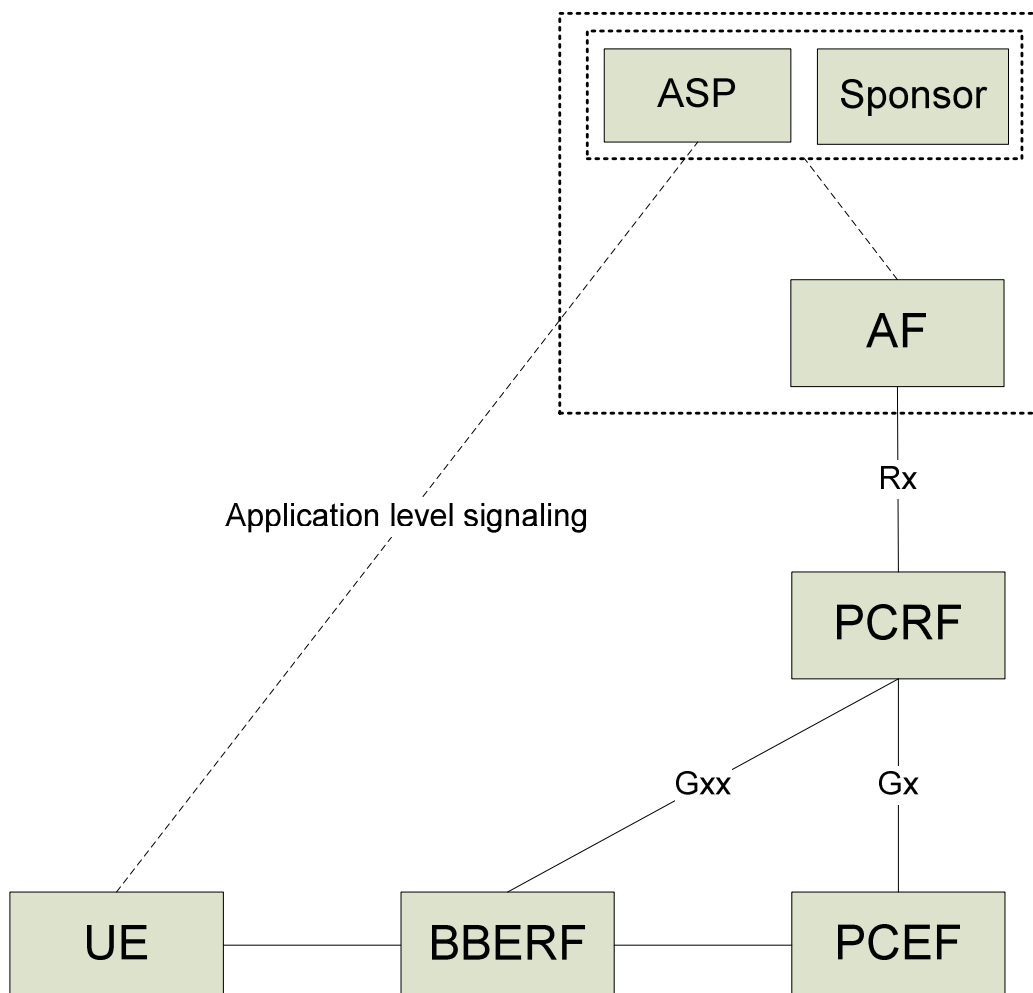 ASP
Sponsor
AF
Rx
Application level signaling
PCRF
Gxx
Gx
UE
BBERF
PCEF